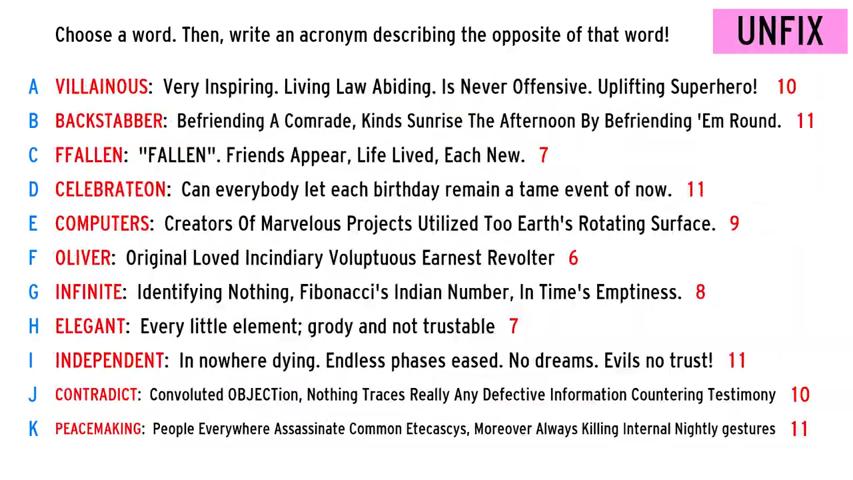 Choose a word. Then, write an acronym describing the opposite of that word!
UNFIX
A VILLAINOUS: Very Inspiring. Living Law Abiding. Is Never Offensive. Uplifting Superhero! 10
B BACKSTABBER: Befriending A Comrade, Kinds Sunrise The Afternoon By Befriending 'Em Round. 11
C FFALLEN: "FALLEN". Friends Appear, Life Lived, Each New. 7
D CELEBRATEON: Can everybody let each birthday remain a tame event of now. 11
E COMPUTERS: Creators Of Marvelous Projects Utilized Too Earth's Rotating Surface. 9
F OLIVER: Original Loved Incindiary Voluptuous Earnest Revolter 6
G INFINITE: Identifying Nothing, Fibonacci's Indian Number, In Time's Emptiness. 8
H ELEGANT: Every little element; grody and not trustable 7
I INDEPENDENT: In nowhere dying. Endless phases eased. No dreams. Evils no trust! 11
J CONTRADICT: Convoluted OBJECTion, Nothing Traces Really Any Defective Information Countering Testimony 10
K PEACEMAKING: People Everywhere Assassinate Common Etecascys, Moreover Always Killing Internal Nightly gestures 11